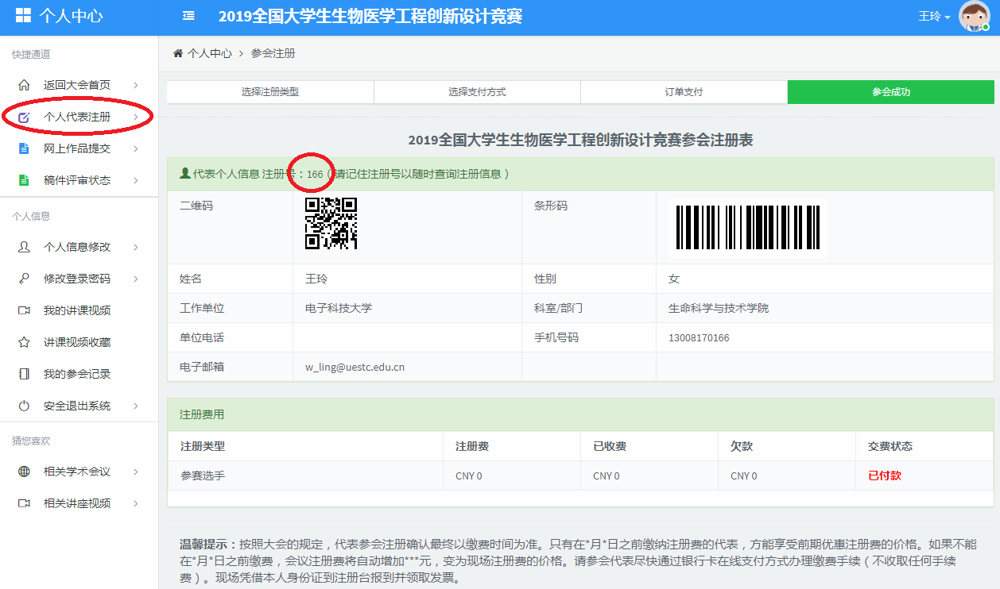 个人中心
2019全国大学生生物医学工程创新设计竞赛
王玲
快捷通道
返回大会首页
个人代表注册
网上作品提交
稿件评审状态
个人信息
个人信息修改
修改登录密码
我的讲课视频
讲课视频收藏
我的参会记录
安全退出系统
猜您喜欢
相关学术会议
相关讲座视频
个人中心 > 参会注册
选择注册类型 选择支付方式 订单支付 参会成功
2019全国大学生生物医学工程创新设计竞赛参会注册表
代表个人信息 注册号：166（请记住注册号以随时查询注册信息）
二维码 条形码
姓名 王玲 性别 女
工作单位 电子科技大学 科室/部门 生命科学与技术学院
单位电话 手机号码 13008170166
电子邮箱 w_ling@uestc.edu.cn
注册费用
注册类型 注册费 已收费 欠款 交费状态
参赛选手 CNY 0 CNY 0 CNY 0 已付款
温馨提示：按照大会的规定，代表参会注册确认最终以缴费时间为准。只有在*月*日之前缴纳注册费的代表，方能享受前期优惠注册费的价格。如果不能
在*月*日之前缴费，会议注册费将自动增加***元，变为现场注册费的价格。请参会代表尽快通过银行卡在线支付方式办理缴费手续（不收取任何手续
费）。现场凭借本人身份证到注册台报到并领取发票。